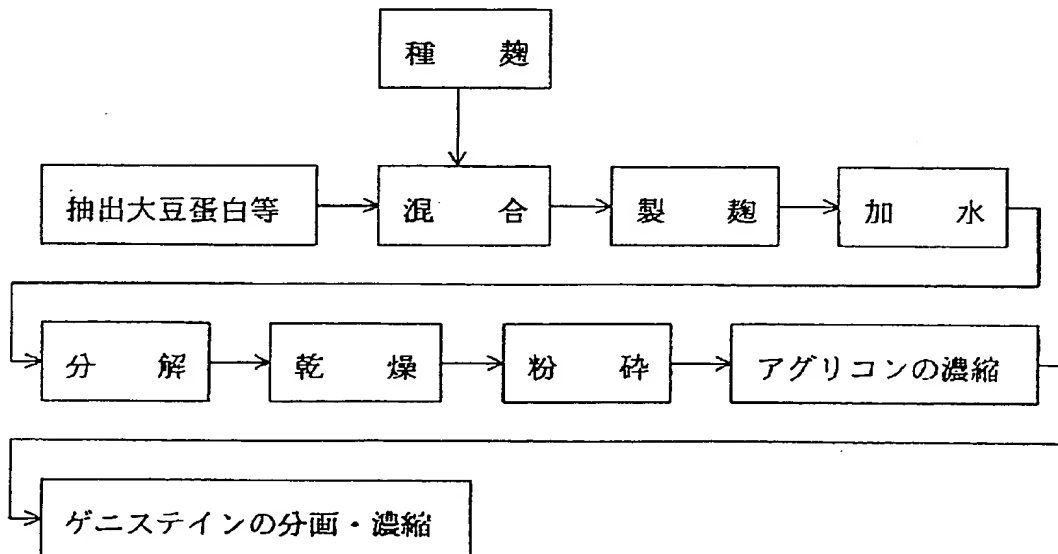 種 麹
抽出大豆蛋白等 混 合 製 麹 加 水
分 解 乾 燥 粉 砕 アグリコンの濃縮
ゲニステインの分画・濃縮